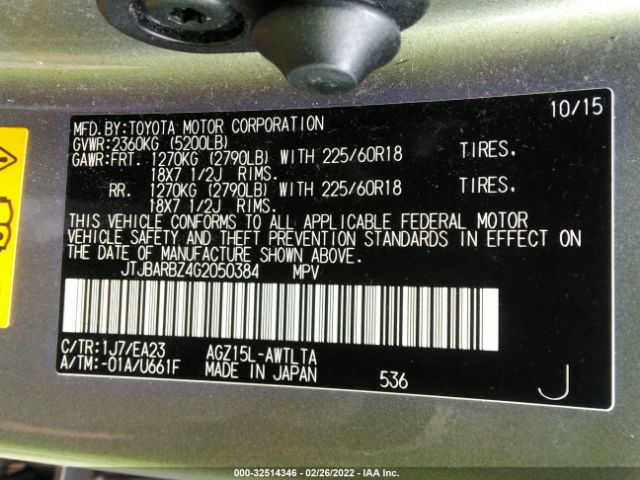 10/15
MFD.BY:TOYOTA MOTOR CORPORATION
GVWR:2360KG (5200LB)
GAWR:FRT. 1270KG (2790LB) WITH 225/60R18 TIRES.
18X7 1/2J RIMS.
RR. 1270KG (2790LB) WITH 225/60R18 TIRES.
18X7 1/2J RIMS.
THIS VEHICLE CONFORMS TO ALL APPLICABLE FEDERAL MOTOR
VEHICLE SAFETY AND THEFT PREVENTION STANDARDS IN EFFECT ON
THE DATE OF MANUFACTURE SHOWN ABOVE.
JTJBARBZ4G2050384 MPV
C/TR:1J7/EA23 AGZ15L-AWTLTA
A/TM:-01A/U661F MADE IN JAPAN 536 J
000-32514346 - 02/26/2022 - IAA Inc.